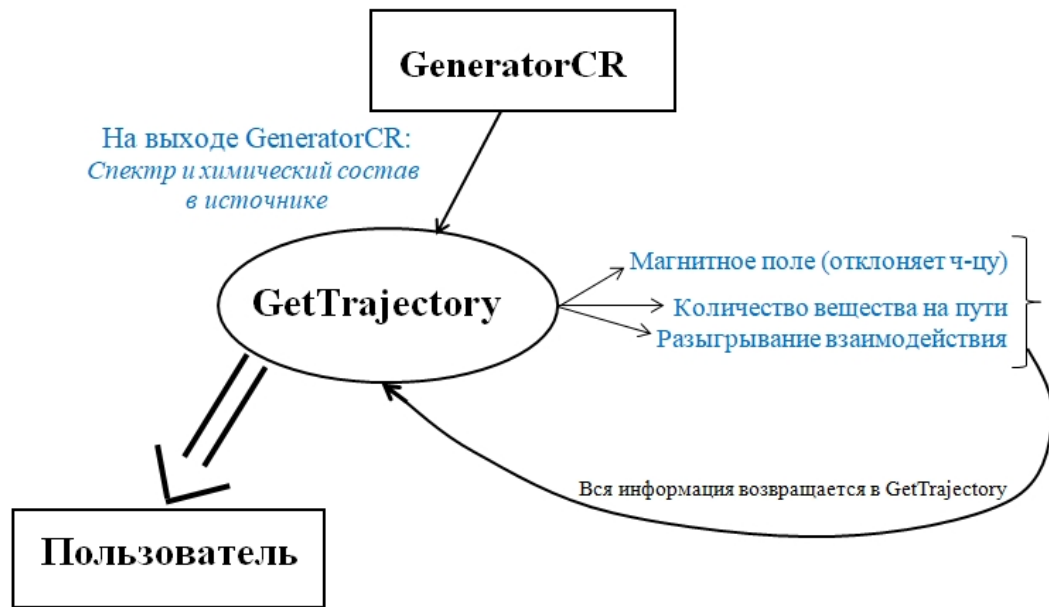 GeneratorCR
На выходе GeneratorCR:
Спектр и химический состав
в источнике
GetTrajectory
Магнитное поле (отклоняет ч-цу)
Количество вещества на пути
Разыгрывание взаимодействия
Вся информация возвращается в GetTrajectory
Пользователь